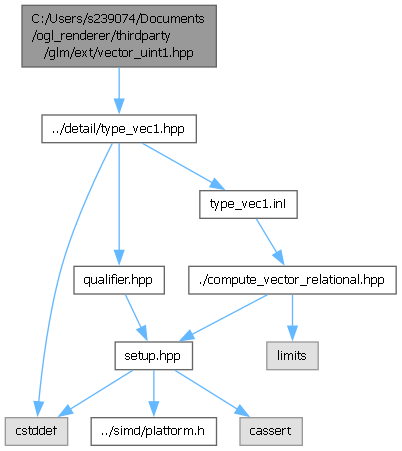 C:/Users/s239074/Documents
/ogl_renderer/thirdparty
/glm/ext/vector_uint1.hpp
../detail/type_vec1.hpp
type_vec1.inl
qualifier.hpp
./compute_vector_relational.hpp
setup.hpp
limits
cstddef
../simd/platform.h
cassert